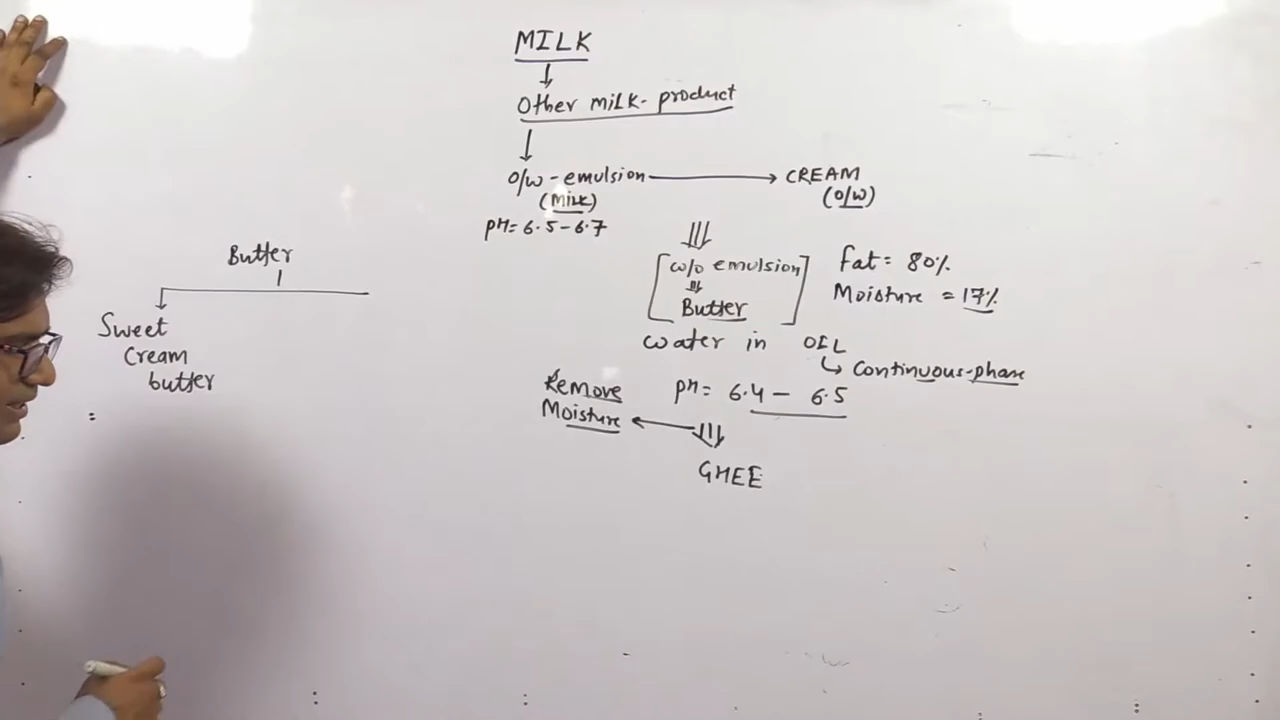 MILK
Other MiLK- product
O/W - emulsion
(MiLK)
pH= 6.5 - 6.7
CREAM
(O/W)
[w/o emulsion]
Butter
Fat = 80%
Moisture = 17%
water in OIL
Continuous-phase
pH= 6.4 - 6.5
Remove
Moisture
GHEE
Butter
Sweet
Cream
butter
=